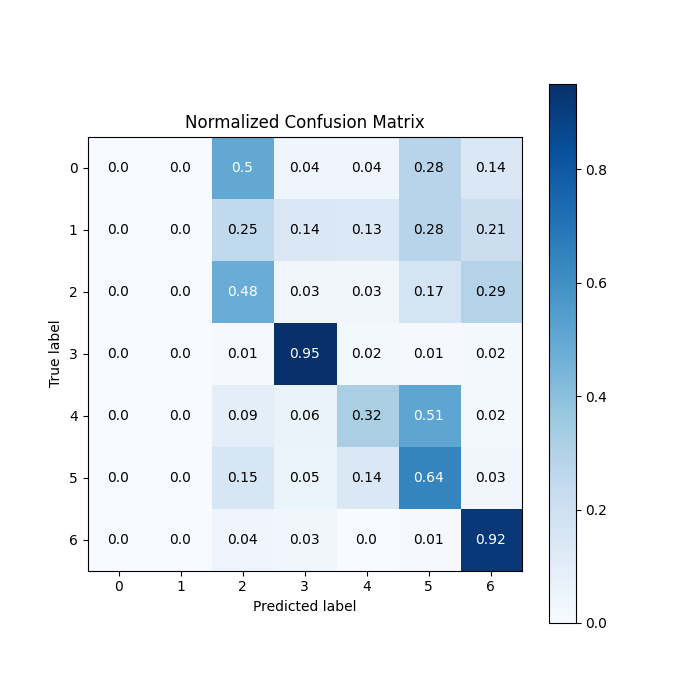 Normalized Confusion Matrix
0 0.0 0.0 0.5 0.04 0.04 0.28 0.14
1 0.0 0.0 0.25 0.14 0.13 0.28 0.21
2 0.0 0.0 0.48 0.03 0.03 0.17 0.29
3 0.0 0.0 0.01 0.95 0.02 0.01 0.02
4 0.0 0.0 0.09 0.06 0.32 0.51 0.02
5 0.0 0.0 0.15 0.05 0.14 0.64 0.03
6 0.0 0.0 0.04 0.03 0.0 0.01 0.92
0 1 2 3 4 5 6
Predicted label
True label
0.8
0.6
0.4
0.2
0.0